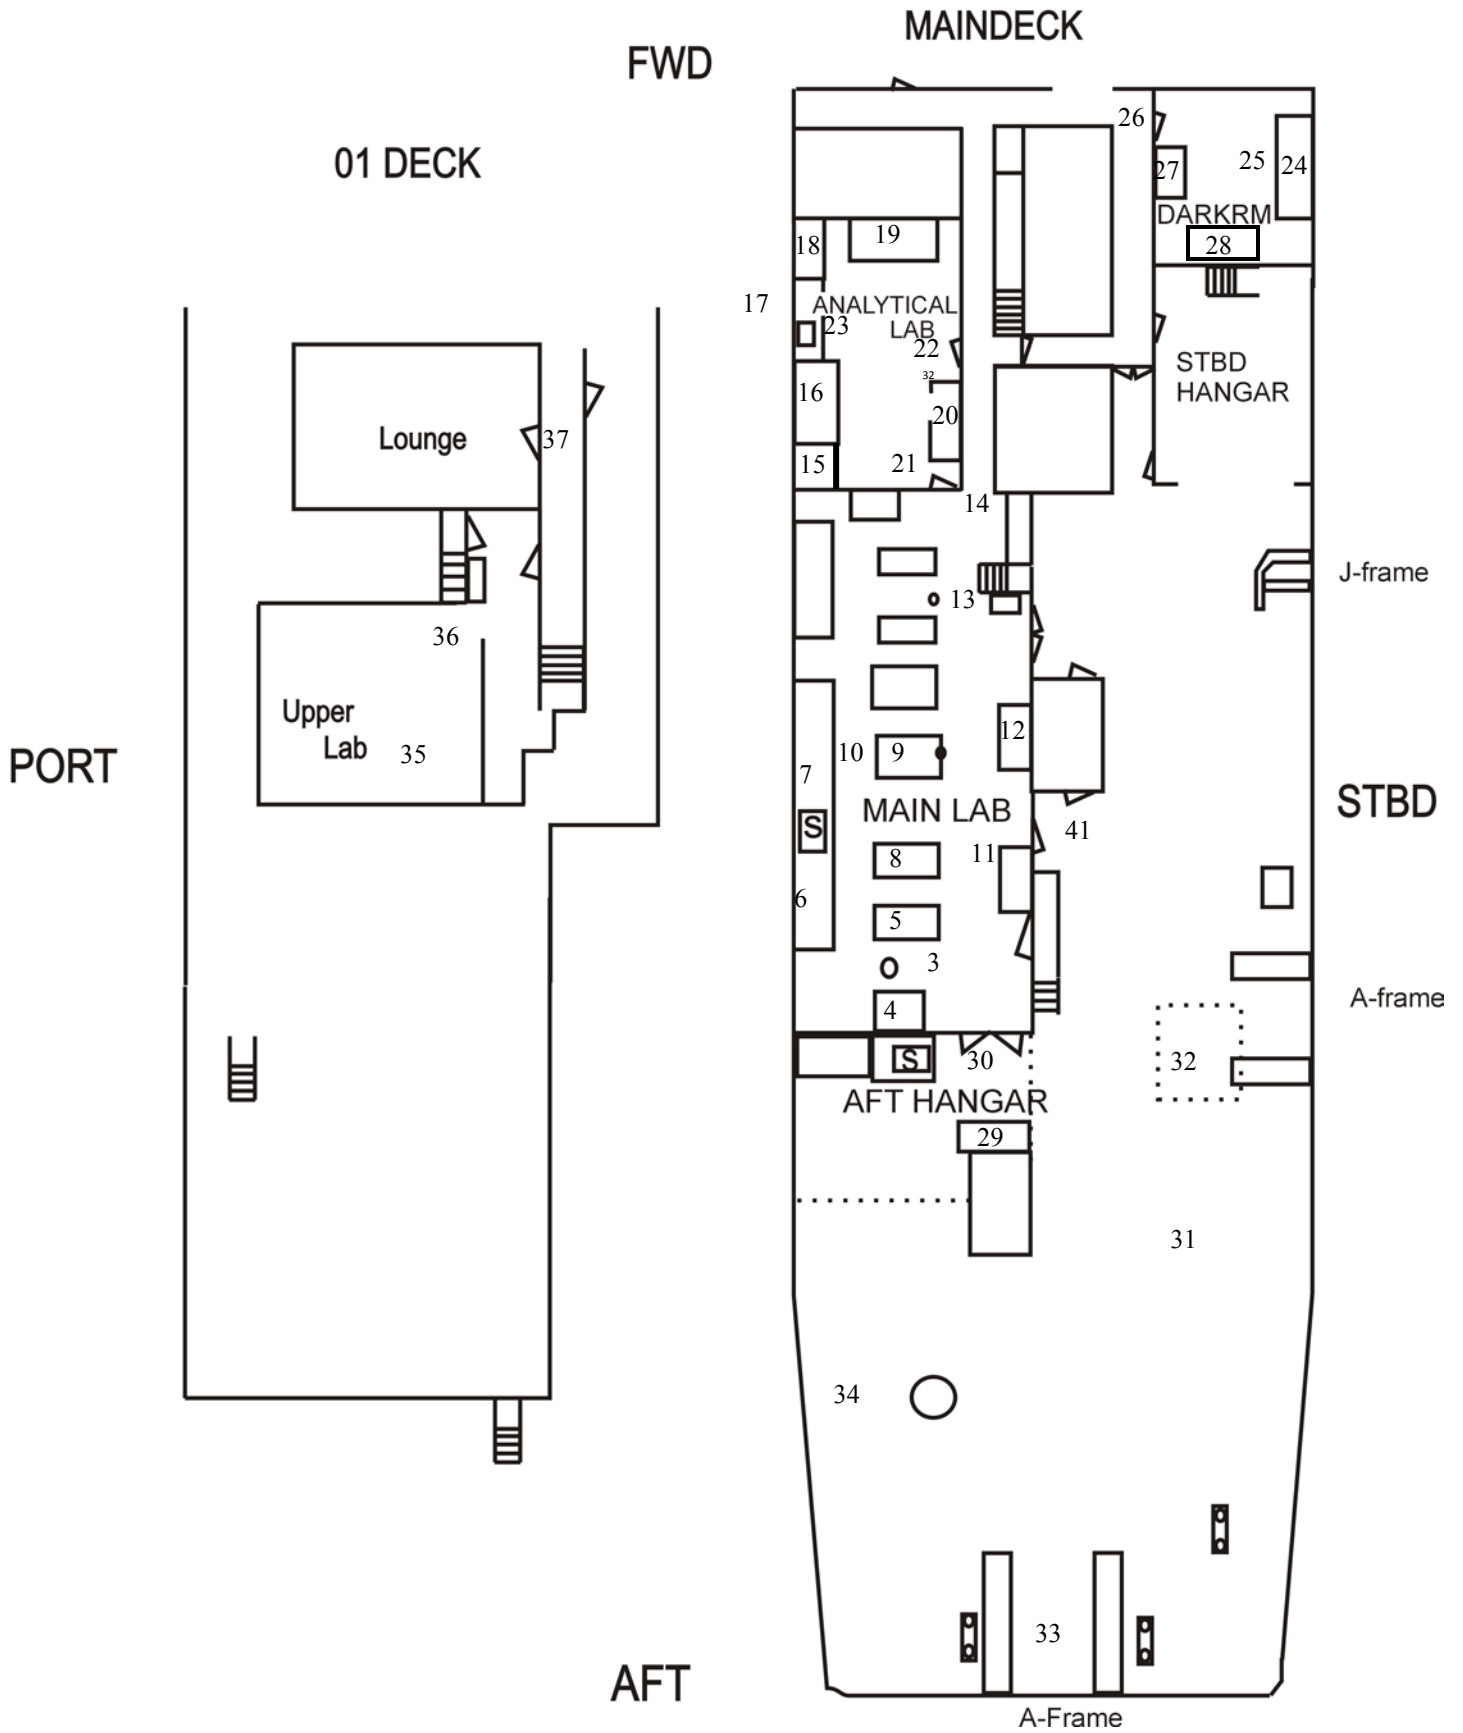 MAINDECK
FWD
01 DECK
26
25
24
27
DARKRM
28
18
19
17
ANALYTICAL
LAB
23
22
STBD
HANGAR
32
16
20
Lounge
37
15
21
14
J-frame
13
36
Upper
Lab
35
PORT
12
10
9
7
MAIN LAB
STBD
S
41
11
8
6
5
3
A-frame
4
S
30
32
AFT HANGAR
29
31
34
33
AFT
A-Frame